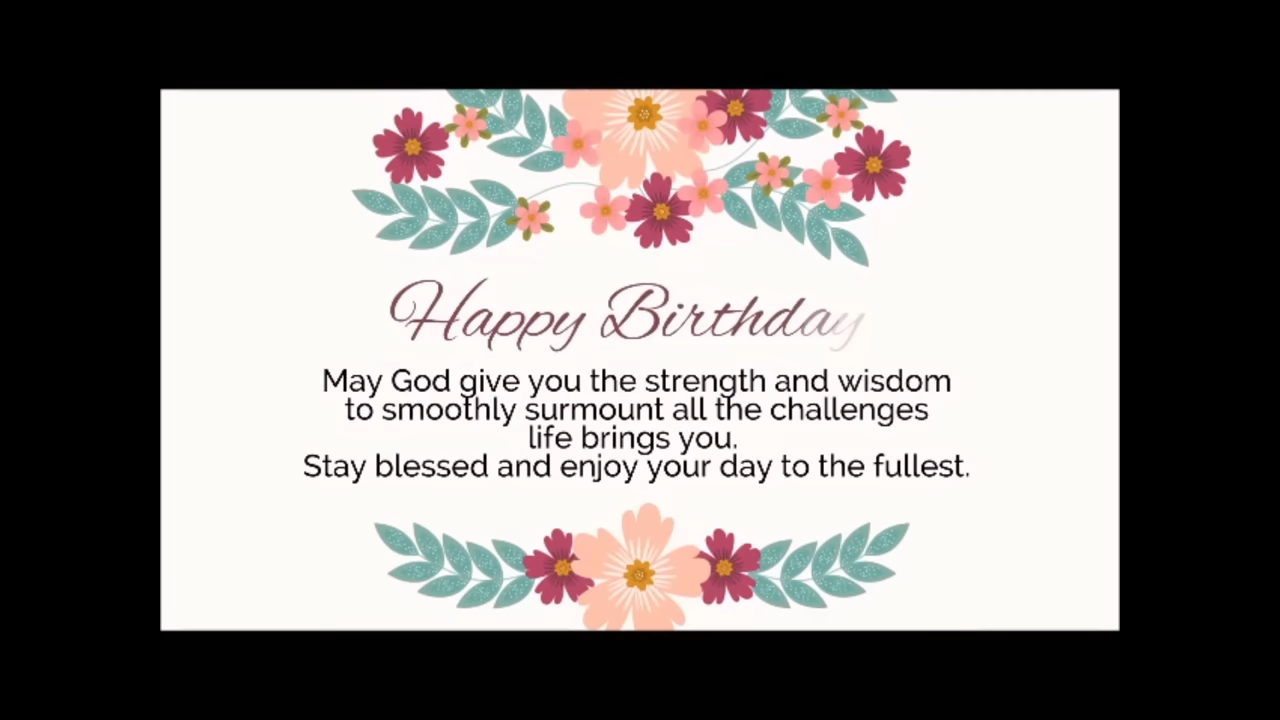 Happy Birthday
May God give you the strength and wisdom
to smoothly surmount all the challenges
life brings you.
Stay blessed and enjoy your day to the fullest.